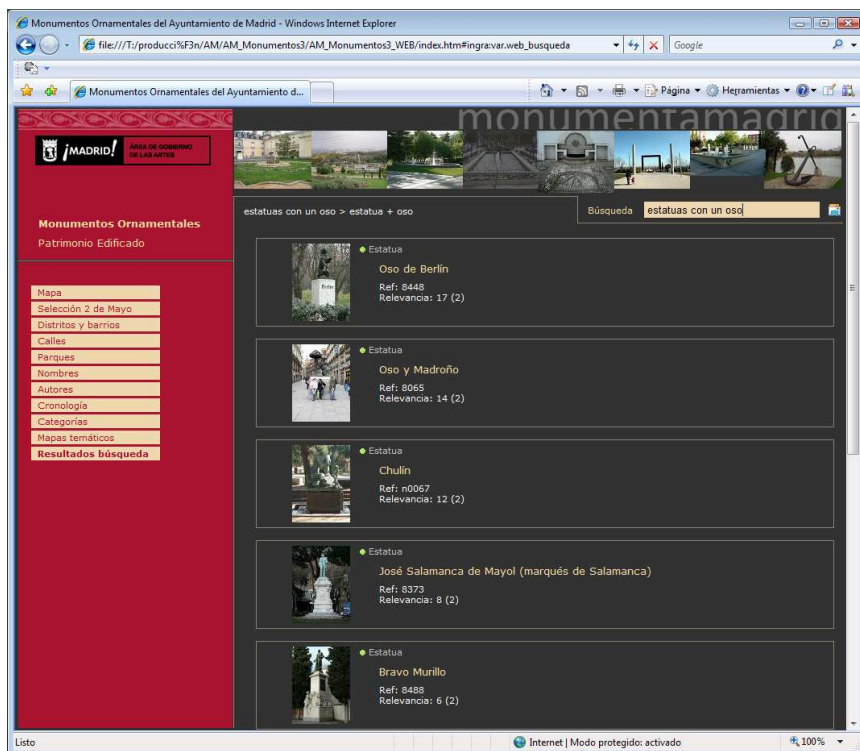 Monumentos Ornamentales del Ayuntamiento de Madrid - Windows Internet Explorer
file:///T:/producci%F3n/AM/AM_Monumentos3/AM_Monumentos3_WEB/index.htm#ingra:var.web_busqueda
Google
Monumentos Ornamentales del Ayuntamiento d...
Página
Herramientas
monumentamadrid
¡MADRID!
ÁREA DE GOBIERNO
DE LAS ARTES
estatuas con un oso > estatua + oso
Búsqueda
estatuas con un oso
Monumentos Ornamentales
Patrimonio Edificado
Mapa
Selección 2 de Mayo
Distritos y barrios
Calles
Parques
Nombres
Autores
Cronología
Categorías
Mapas temáticos
Resultados búsqueda
Estatua
Oso de Berlín
Ref: 8448
Relevancia: 17 (2)
Estatua
Oso y Madroño
Ref: 8065
Relevancia: 14 (2)
Estatua
Chulín
Ref: n0067
Relevancia: 12 (2)
Estatua
José Salamanca de Mayol (marqués de Salamanca)
Ref: 8373
Relevancia: 8 (2)
Estatua
Bravo Murillo
Ref: 8488
Relevancia: 6 (2)
Listo
Internet | Modo protegido: activado
100%